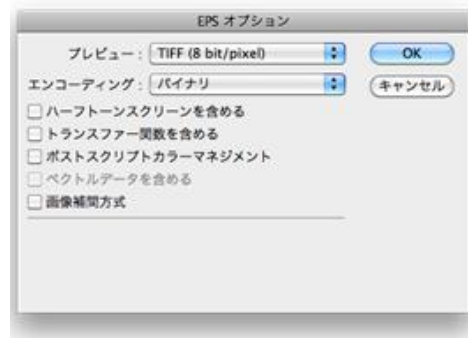 EPS オプション
プレビュー： TIFF (8 bit/pixel) OK
エンコーディング： バイナリ キャンセル
ハーフトーンスクリーンを含める
トランスファー関数を含める
ポストスクリプトカラーマネジメント
ベクトルデータを含める
画像補間方式